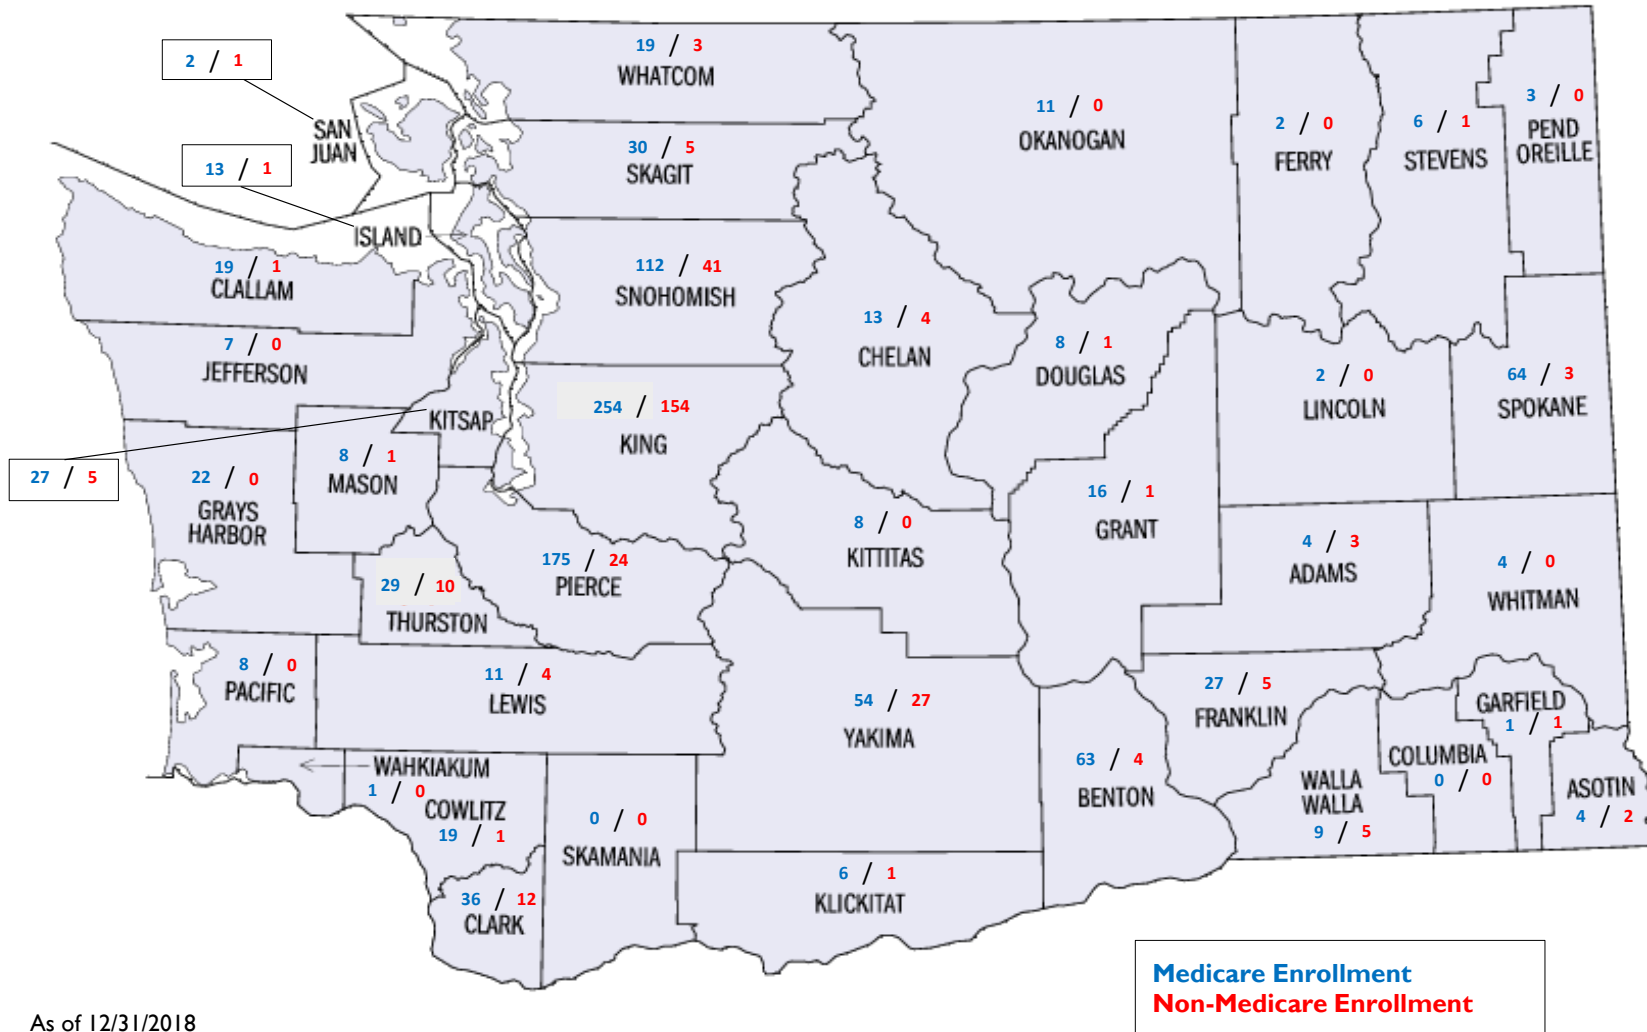 2 / 1
SAN
JUAN
13 / 1
ISLAND
19 / 3
WHATCOM
30 / 5
SKAGIT
112 / 41
SNOHOMISH
11 / 0
OKANOGAN
2 / 0
FERRY
6 / 1
STEVENS
3 / 0
PEND
OREILLE
19 / 1
CLALLAM
7 / 0
JEFFERSON
KITSAP
27 / 5
254 / 154
KING
13 / 4
CHELAN
8 / 1
DOUGLAS
2 / 0
LINCOLN
64 / 3
SPOKANE
22 / 0
GRAYS
HARBOR
8 / 1
MASON
29 / 10
THURSTON
175 / 24
PIERCE
8 / 0
KITTITAS
16 / 1
GRANT
4 / 3
ADAMS
4 / 0
WHITMAN
8 / 0
PACIFIC
11 / 4
LEWIS
54 / 27
YAKIMA
27 / 5
FRANKLIN
GARFIELD
1 / 1
63 / 4
BENTON
WALLA
WALLA
9 / 5
COLUMBIA
0 / 0
ASOTIN
4 / 2
WAHKIAKUM
1 / 0
COWLITZ
19 / 1
0 / 0
SKAMANIA
36 / 12
CLARK
6 / 1
KLICKITAT
Medicare Enrollment
Non-Medicare Enrollment
As of 12/31/2018